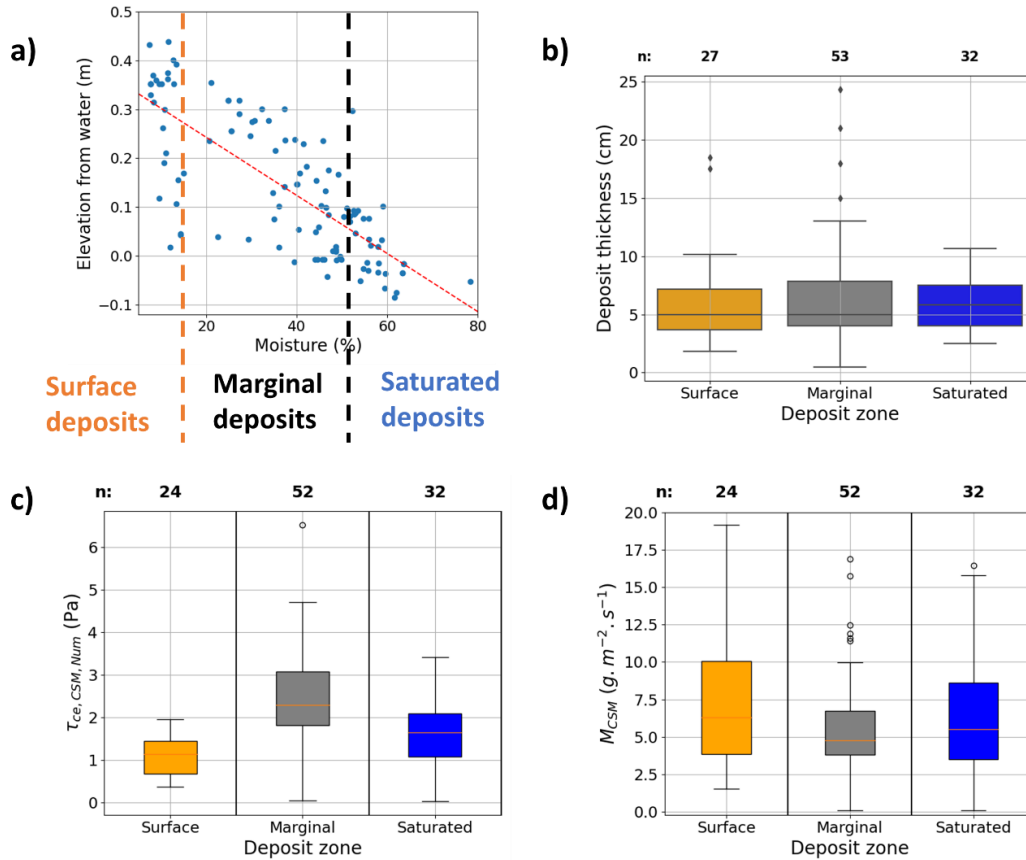 a)
Elevation from water (m)
0.5
0.4
0.3
0.2
0.1
0.0
−0.1
20 40 60 80
Moisture (%)
Surface
deposits
Marginal
deposits
Saturated
deposits
b)
n: 27 53 32
Deposit thickness (cm)
25
20
15
10
5
0
Surface Marginal Saturated
Deposit zone
c)
n: 24 52 32
τce,CSM,Num (Pa)
6
5
4
3
2
1
0
Surface Marginal Saturated
Deposit zone
d)
n: 24 52 32
MCSM (g.m−2.s−1)
20.0
17.5
15.0
12.5
10.0
7.5
5.0
2.5
0.0
Surface Marginal Saturated
Deposit zone